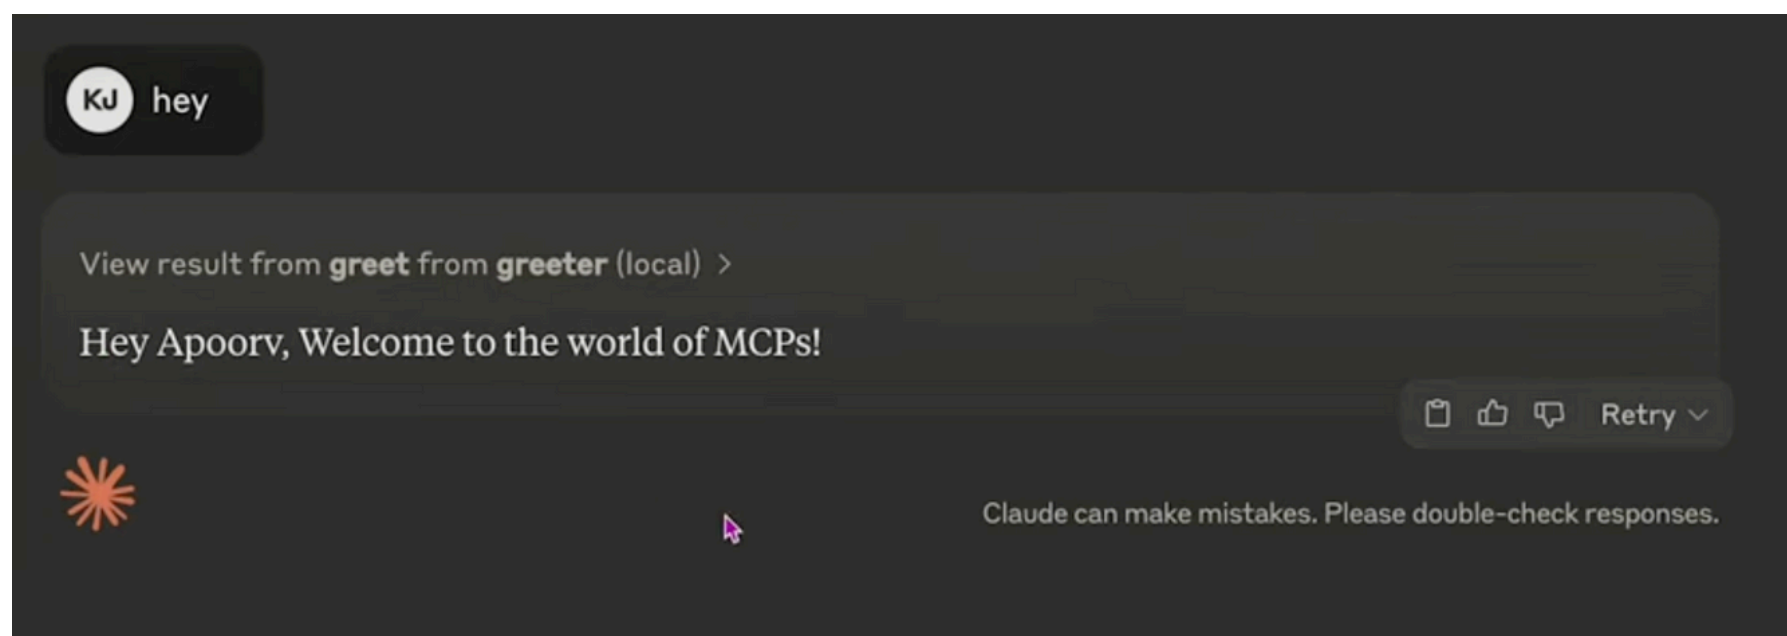 KJ hey
View result from greet from greeter (local) >
Hey Apoorv, Welcome to the world of MCPs!
Retry
Claude can make mistakes. Please double-check responses.